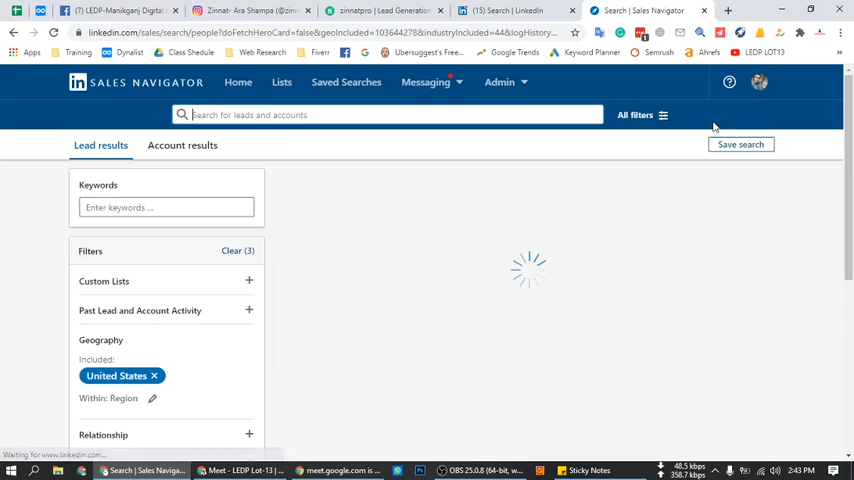 (7) LEDP-Manikganj Digital
Zinnat- Ara Shampa (@zinn
zinnatpro | Lead Generation
(15) Search | LinkedIn
Search | Sales Navigator
linkedin.com/sales/search/people?doFetchHeroCard=false&geoIncluded=103644278&industryIncluded=44&logHistory...
Apps
Training
Dynalist
Class Shedule
Web Research
Fiverr
G
Ubersuggest's Free...
Google Trends
Keyword Planner
Semrush
Ahrefs
LEDP LOT13
in SALES NAVIGATOR
Home
Lists
Saved Searches
Messaging
Admin
Search for leads and accounts
All filters
Lead results
Account results
Save search
Keywords
Enter keywords ...
Filters
Clear (3)
Custom Lists
Past Lead and Account Activity
Geography
Included:
United States
Within: Region
Relationship
Waiting for www.linkedin.com...
Search | Sales Naviga...
Meet - LEDP Lot-13 | ...
meet.google.com is ...
OBS 25.0.8 (64-bit, w...
Sticky Notes
48.5 kbps
358.7 kbps
2:43 PM